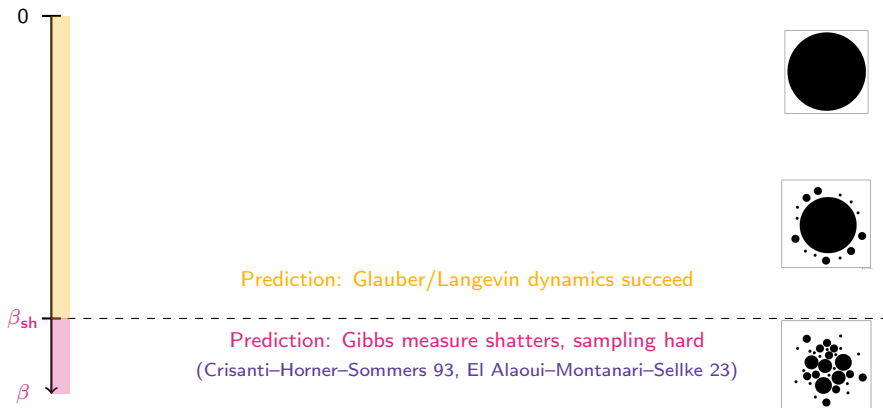 0
Prediction: Glauber/Langevin dynamics succeed
β_sh
Prediction: Gibbs measure shatters, sampling hard
(Crisanti–Horner–Sommers 93, El Alaoui–Montanari–Sellke 23)
β